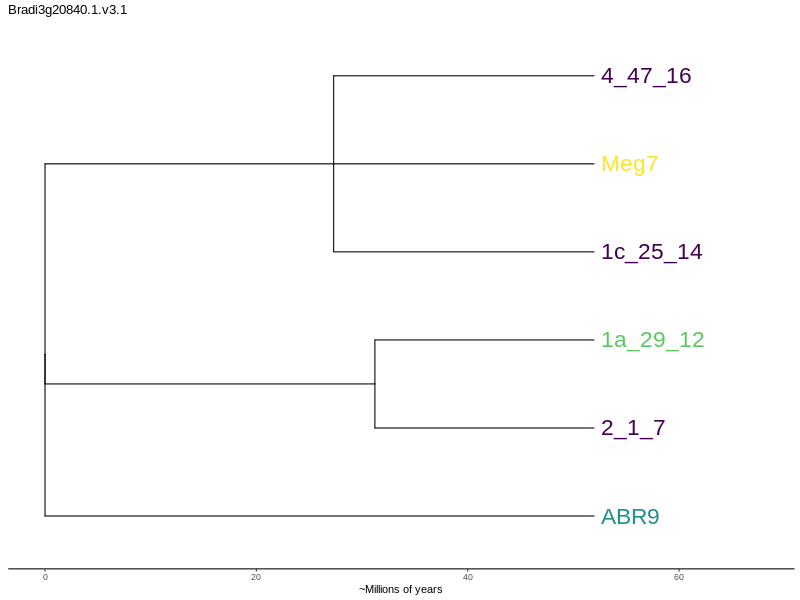 Bradi3g20840.1.v3.1
4_47_16
Meg7
1c_25_14
1a_29_12
2_1_7
ABR9
0 20 40 60
~Millions of years